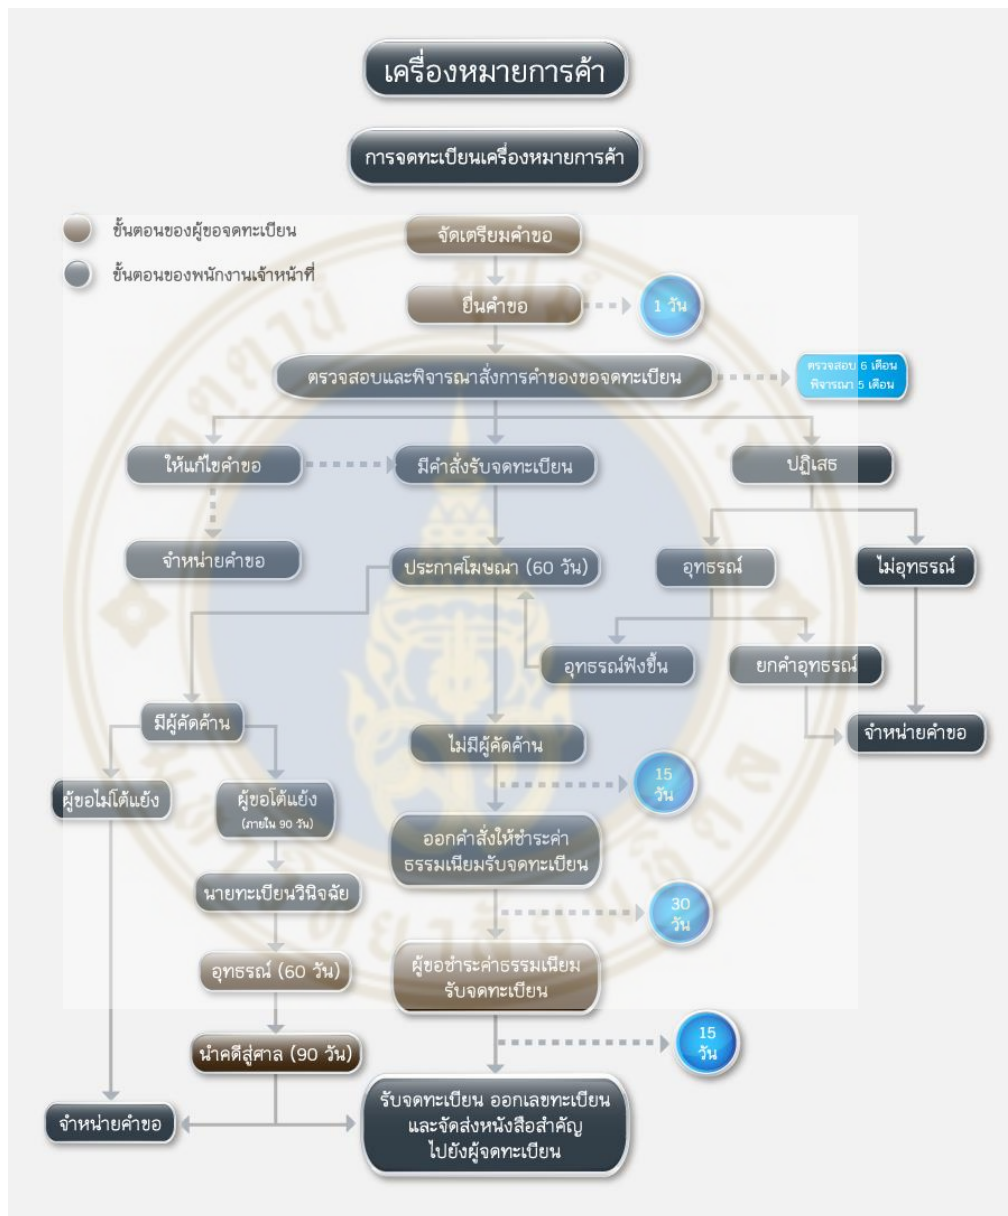 เครื่องหมายการค้า
การจดทะเบียนเครื่องหมายการค้า
ขั้นตอนของผู้ขอจดทะเบียน
ขั้นตอนของพนักงานเจ้าหน้าที่
จัดเตรียมคำขอ
ยื่นคำขอ
1 วัน
ตรวจสอบและพิจารณาสั่งการคำของขอจดทะเบียน
ตรวจสอบ 6 เดือน
พิจารณา 5 เดือน
ให้แก้ไขคำขอ
มีคำสั่งรับจดทะเบียน
ปฏิเสธ
จำหน่ายคำขอ
ประกาศโฆษณา (60 วัน)
อุทธรณ์
ไม่อุทธรณ์
อุทธรณ์ฟังขึ้น
ยกคำอุทธรณ์
มีผู้คัดค้าน
ไม่มีผู้คัดค้าน
จำหน่ายคำขอ
15
วัน
ผู้ขอไม่โต้แย้ง
ผู้ขอโต้แย้ง
(ภายใน 90 วัน)
ออกคำสั่งให้ชำระค่า
ธรรมเนียมรับจดทะเบียน
นายทะเบียนวินิจฉัย
30
วัน
อุทธรณ์ (60 วัน)
ผู้ขอชำระค่าธรรมเนียม
รับจดทะเบียน
15
วัน
นำคดีสู่ศาล (90 วัน)
จำหน่ายคำขอ
รับจดทะเบียน ออกเลขทะเบียน
และจัดส่งหนังสือสำคัญ
ไปยังผู้จดทะเบียน